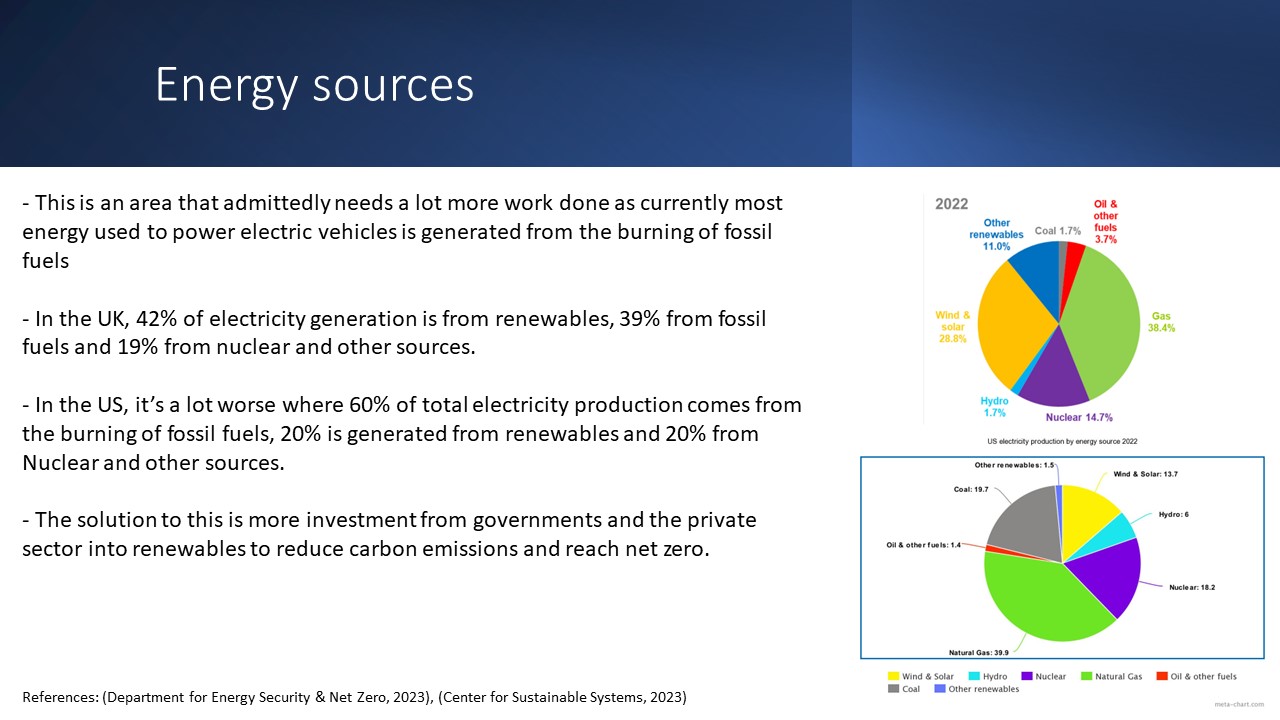 Energy sources
- This is an area that admittedly needs a lot more work done as currently most
energy used to power electric vehicles is generated from the burning of fossil
fuels
- In the UK, 42% of electricity generation is from renewables, 39% from fossil
fuels and 19% from nuclear and other sources.
- In the US, it’s a lot worse where 60% of total electricity production comes from
the burning of fossil fuels, 20% is generated from renewables and 20% from
Nuclear and other sources.
- The solution to this is more investment from governments and the private
sector into renewables to reduce carbon emissions and reach net zero.
References: (Department for Energy Security & Net Zero, 2023), (Center for Sustainable Systems, 2023)
2022
Other
renewables
11.0%
Coal 1.7%
Oil &
other
fuels
3.7%
Wind &
solar
28.8%
Gas
38.4%
Hydro
1.7%
Nuclear 14.7%
US electricity production by energy source 2022
Other renewables: 1.5
Wind & Solar: 13.7
Coal: 19.7
Hydro: 6
Oil & other fuels: 1.4
Nuclear: 18.2
Natural Gas: 39.9
Wind & Solar Hydro Nuclear Natural Gas Oil & other fuels
Coal Other renewables
meta-chart.com